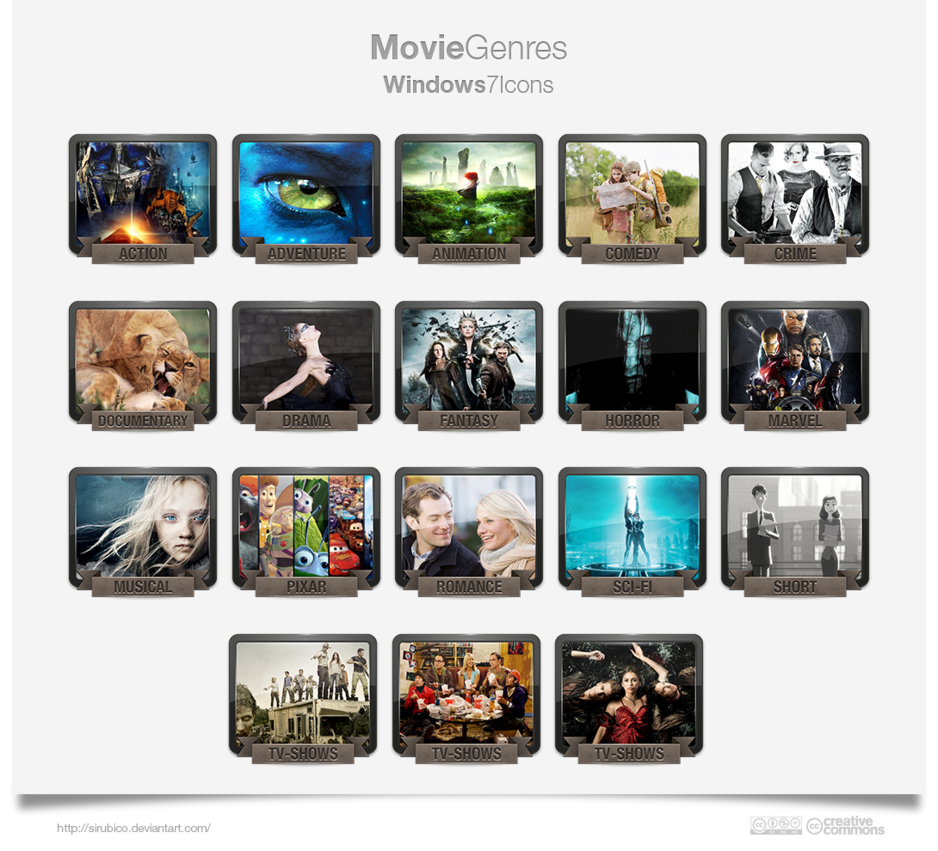 MovieGenres
Windows7Icons
ACTION
ADVENTURE
ANIMATION
COMEDY
CRIME
DOCUMENTARY
DRAMA
FANTASY
HORROR
MARVEL
MUSICAL
PIXAR
ROMANCE
SCI-FI
SHORT
TV-SHOWS
TV-SHOWS
TV-SHOWS
http://sirubico.deviantart.com/
creative
commons